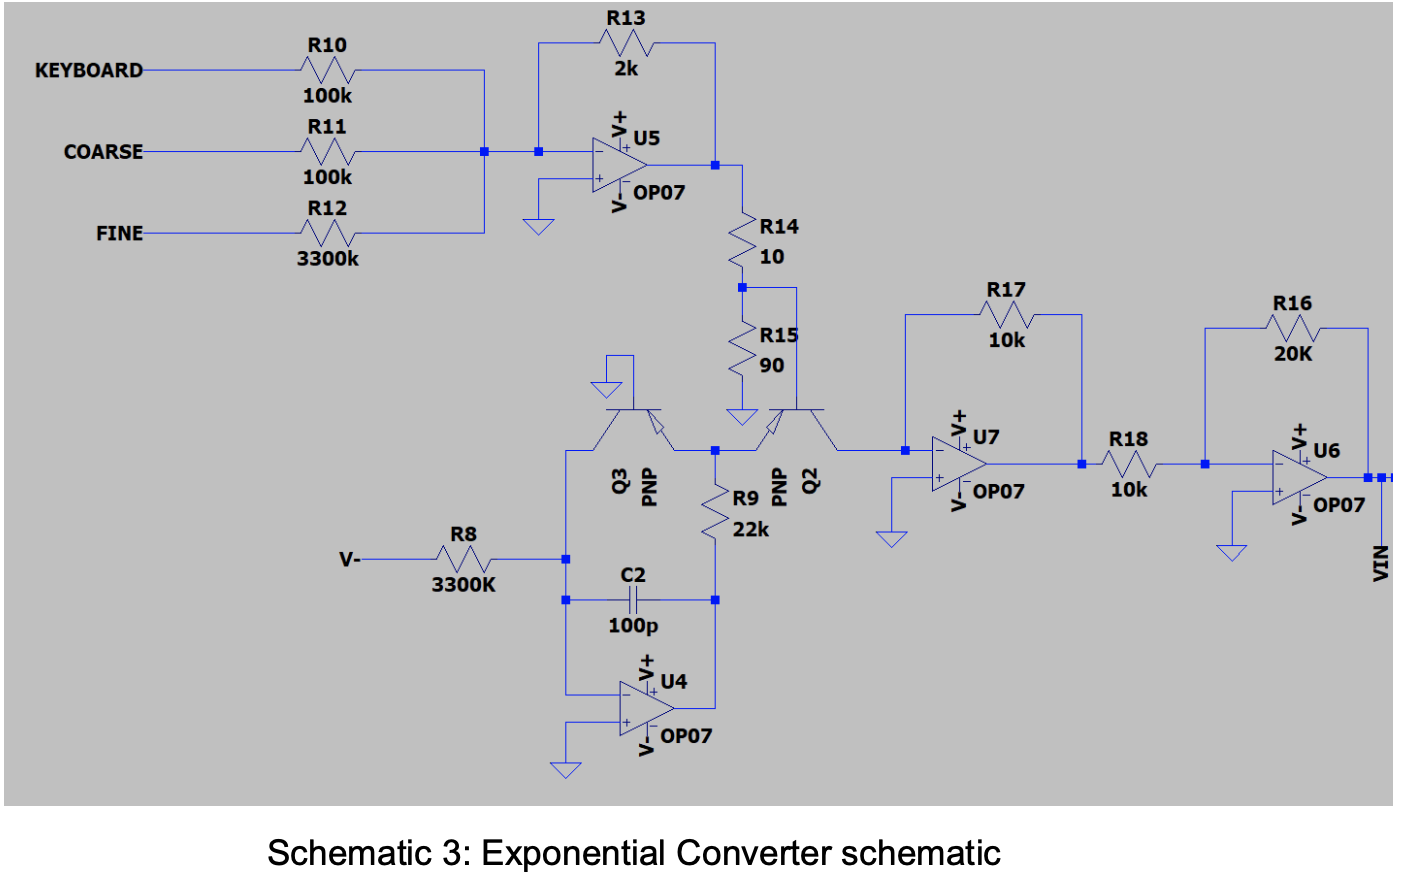 R13
2k
R10
KEYBOARD
100k
R11
COARSE
100k
R12
FINE
3300k
V+
U5
- +
+ -
V- OP07
R14
10
R15
90
R17
10k
R16
20K
Q3
PNP
PNP
Q2
R9
22k
V+
U7
- +
+ -
V- OP07
R18
10k
V+
U6
- +
+ -
V- OP07
VIN
R8
V-
3300K
C2
100p
V+
U4
- +
+ -
V- OP07
Schematic 3: Exponential Converter schematic